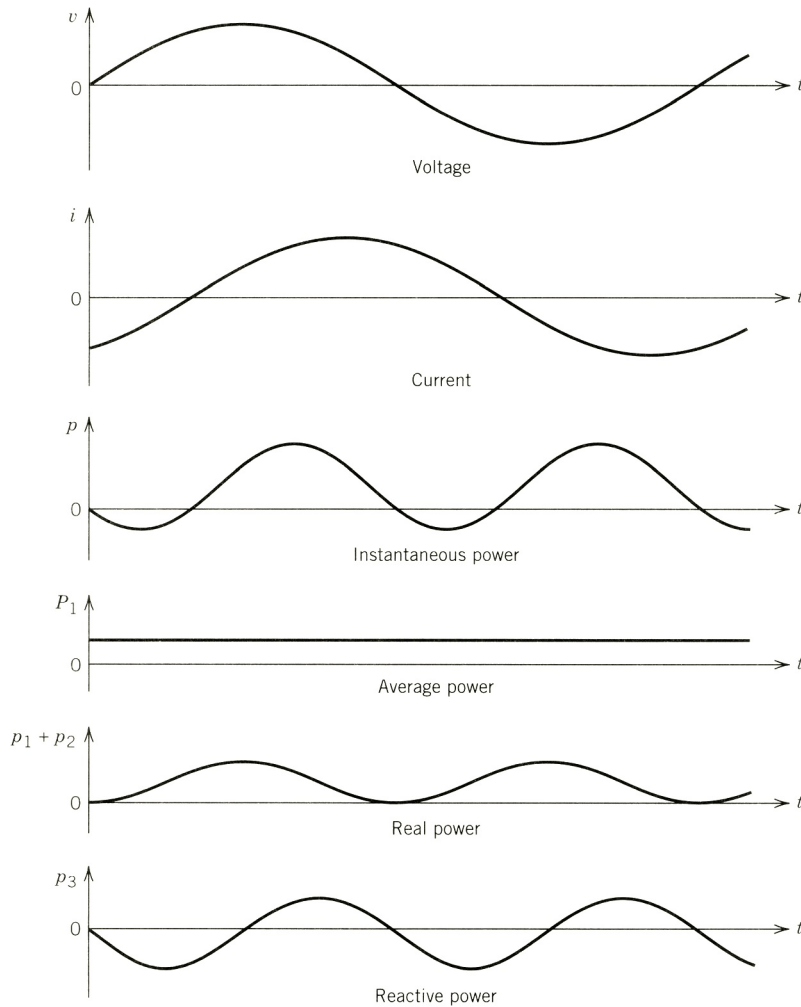 v
0
t
Voltage
i
0
t
Current
p
0
t
Instantaneous power
P₁
0
t
Average power
p₁ + p₂
0
t
Real power
p₃
0
t
Reactive power